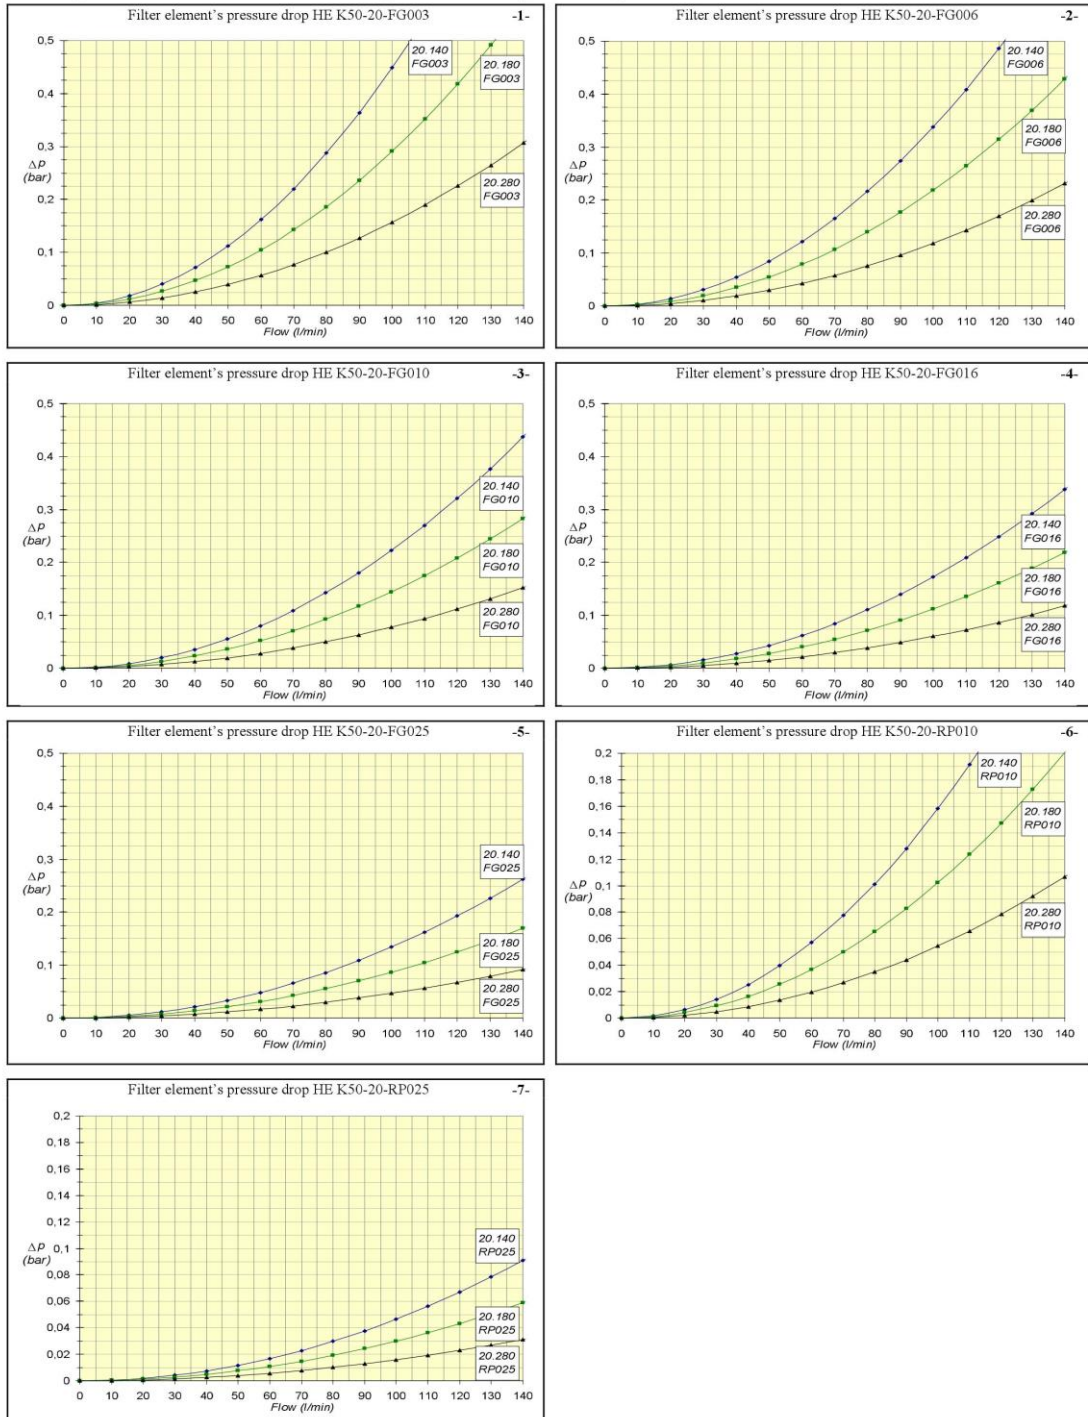 Filter element's pressure drop HE K50-20-FG003 -1-
0,5
0,4
0,3
Δp
(bar)
0,2
0,1
0
20.140
FG003
20.180
FG003
20.280
FG003
0 10 20 30 40 50 60 70 80 90 100 110 120 130 140
Flow (l/min)
Filter element's pressure drop HE K50-20-FG006 -2-
0,5
0,4
0,3
Δp
(bar)
0,2
0,1
0
20.140
FG006
20.180
FG006
20.280
FG006
0 10 20 30 40 50 60 70 80 90 100 110 120 130 140
Flow (l/min)
Filter element's pressure drop HE K50-20-FG010 -3-
0,5
0,4
0,3
Δp
(bar)
0,2
0,1
0
20.140
FG010
20.180
FG010
20.280
FG010
0 10 20 30 40 50 60 70 80 90 100 110 120 130 140
Flow (l/min)
Filter element's pressure drop HE K50-20-FG016 -4-
0,5
0,4
0,3
Δp
(bar)
0,2
0,1
0
20.140
FG016
20.180
FG016
20.280
FG016
0 10 20 30 40 50 60 70 80 90 100 110 120 130 140
Flow (l/min)
Filter element's pressure drop HE K50-20-FG025 -5-
0,5
0,4
0,3
Δp
(bar)
0,2
0,1
0
20.140
FG025
20.180
FG025
20.280
FG025
0 10 20 30 40 50 60 70 80 90 100 110 120 130 140
Flow (l/min)
Filter element's pressure drop HE K50-20-RP010 -6-
0,2
0,18
0,16
0,14
0,12
Δp
0,1
(bar)
0,08
0,06
0,04
0,02
0
20.140
RP010
20.180
RP010
20.280
RP010
0 10 20 30 40 50 60 70 80 90 100 110 120 130 140
Flow (l/min)
Filter element's pressure drop HE K50-20-RP025 -7-
0,2
0,18
0,16
0,14
0,12
Δp
0,1
(bar)
0,08
0,06
0,04
0,02
0
20.140
RP025
20.180
RP025
20.280
RP025
0 10 20 30 40 50 60 70 80 90 100 110 120 130 140
Flow (l/min)